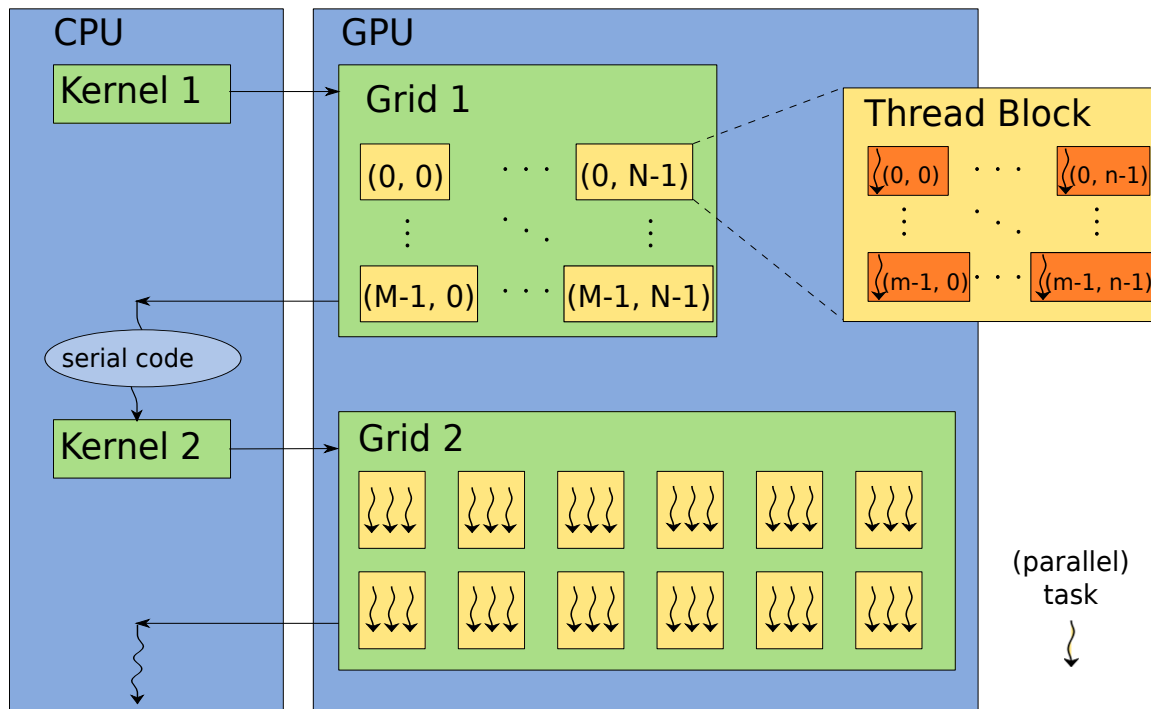 CPU
GPU
Kernel 1
Grid 1
Thread Block
(0, 0) . . . (0, N-1)
(M-1, 0) . . . (M-1, N-1)
(0, 0) . . . (0, n-1)
(m-1, 0) . . . (m-1, n-1)
serial code
Kernel 2
Grid 2
(parallel)
task